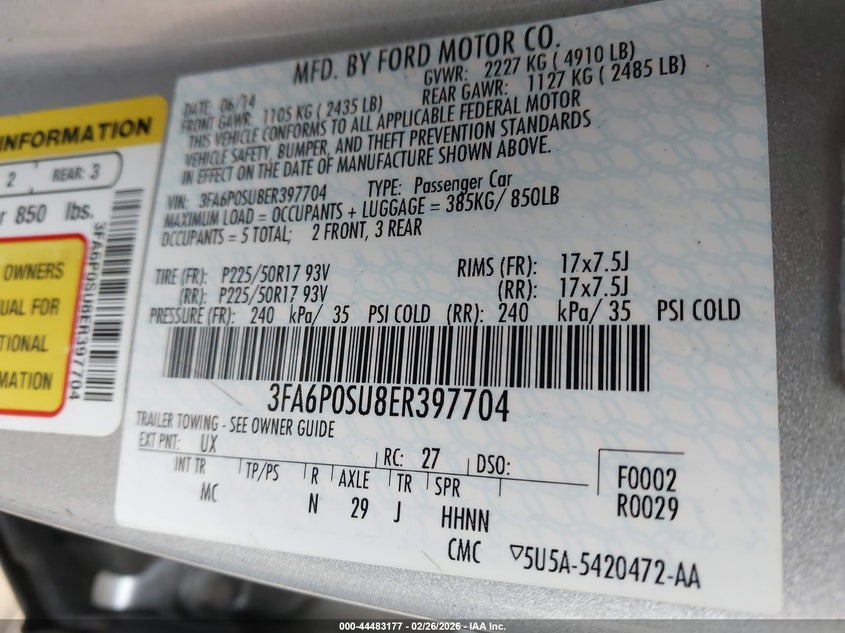 INFORMATION
2 REAR: 3
850 lbs.
OWNERS
UAL FOR
TIONAL
MATION
3FA6P0SU8ER397704
MFD. BY FORD MOTOR CO.
DATE: 06/14 GVWR: 2227 KG ( 4910 LB)
FRONT GAWR: 1105 KG ( 2435 LB) REAR GAWR: 1127 KG ( 2485 LB)
THIS VEHICLE CONFORMS TO ALL APPLICABLE FEDERAL MOTOR
VEHICLE SAFETY, BUMPER, AND THEFT PREVENTION STANDARDS
IN EFFECT ON THE DATE OF MANUFACTURE SHOWN ABOVE.
VIN: 3FA6P0SU8ER397704 TYPE: Passenger Car
MAXIMUM LOAD = OCCUPANTS + LUGGAGE = 385KG/ 850LB
OCCUPANTS = 5 TOTAL; 2 FRONT, 3 REAR
TIRE (FR): P225/50R17 93V RIMS (FR): 17x7.5J
(RR): P225/50R17 93V (RR): 17x7.5J
PRESSURE (FR): 240 kPa/ 35 PSI COLD (RR): 240 kPa/ 35 PSI COLD
3FA6P0SU8ER397704
TRAILER TOWING - SEE OWNER GUIDE
EXT PNT: UX RC: 27 DSO:
INT TR TP/PS R AXLE TR SPR
MC N 29 J HHNN
F0002
R0029
CMC ▽5U5A-5420472-AA
000-44483177 - 02/26/2026 - IAA Inc.